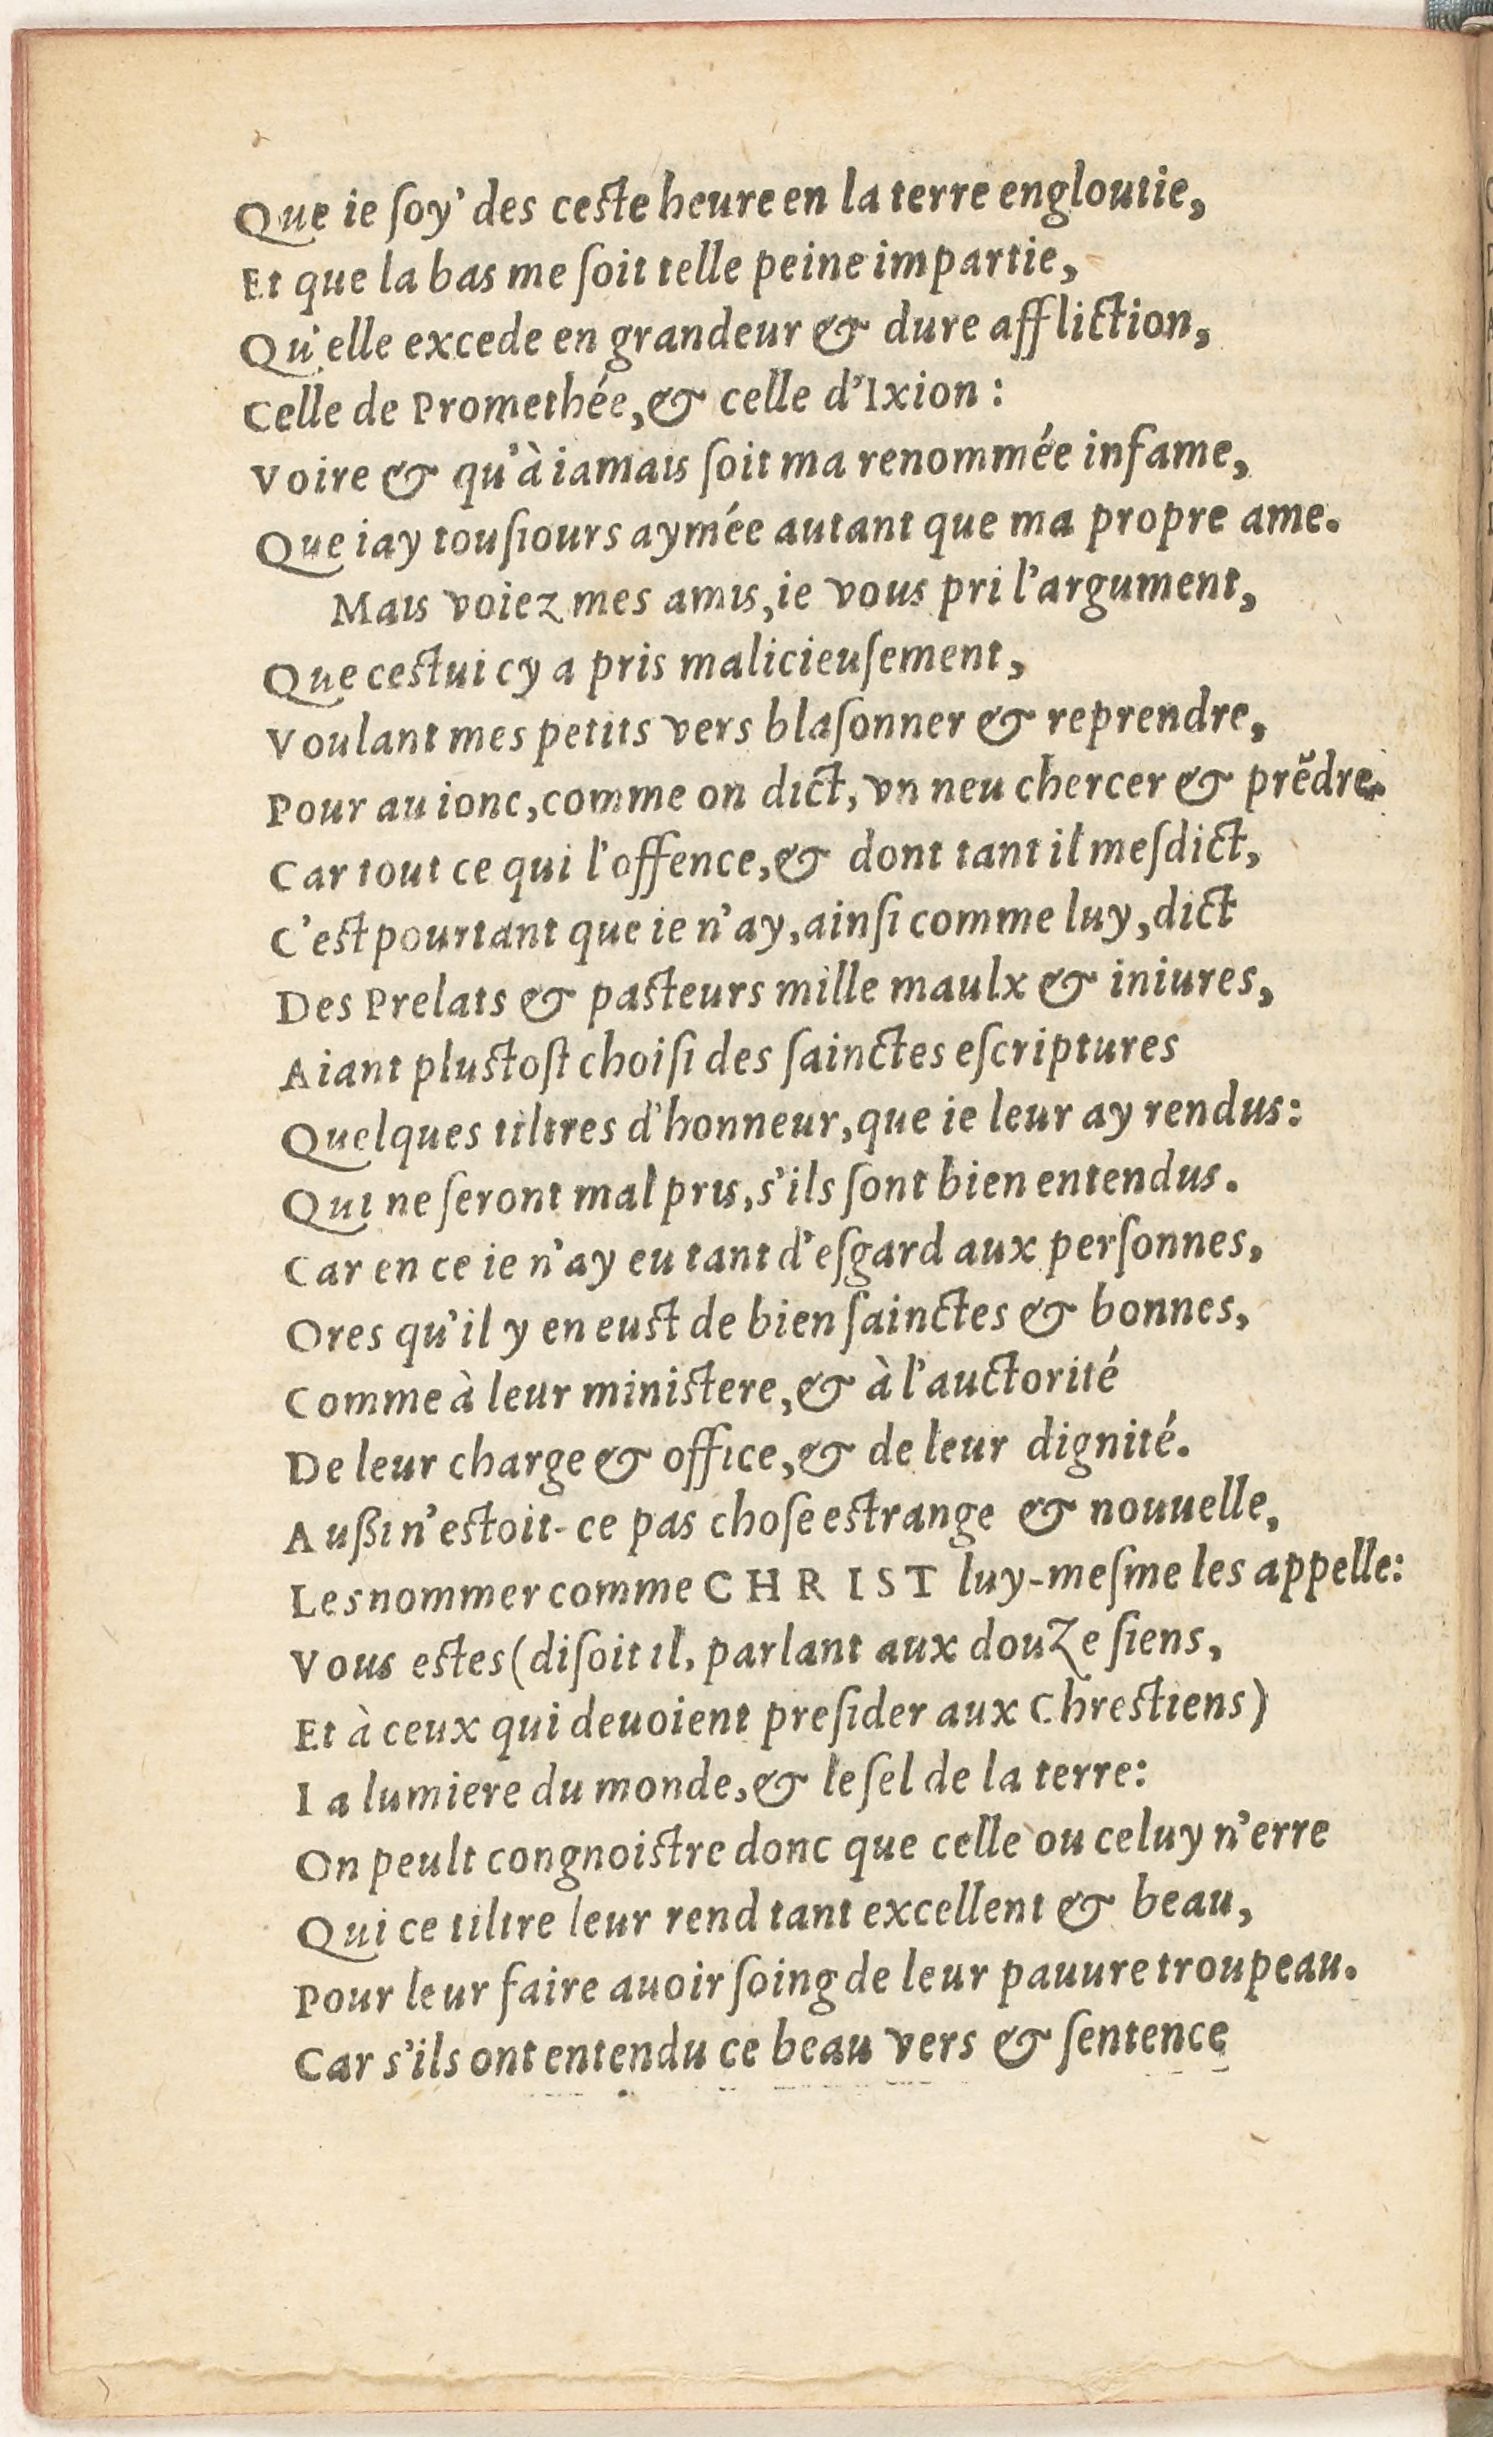 Que ie ſoy' des ceste heure en la terre engloutie,
Et que la bas me ſoit telle peine impartie,
Qu'elle excede en grandeur & dure affliction,
Celle de Promethée, & celle d'Ixion :
Voire & qu'à iamais ſoit ma renommée infame,
Que iay touſiours aymée autant que ma propre ame.
Mais voiez mes amis, ie vous pri l'argument,
Que cestui cy a pris malicieuſement,
Voulant mes petits vers blaſonner & reprendre,
Pour au ionc, comme on dict, vn neu chercer & prẽdre.
Car tout ce qui l'offence, & dont tant il meſdict,
C'est pourtant que ie n'ay, ainſi comme luy, dict
Des Prelats & pasteurs mille maulx & iniures,
Aiant plustoſt choiſi des ſainctes eſcriptures
Quelques tiltres d'honneur, que ie leur ay rendus:
Qui ne ſeront mal pris, s'ils ſont bien entendus.
Car en ce ie n'ay eu tant d'eſgard aux perſonnes,
Ores qu'il y en eust de bien ſainctes & bonnes,
Comme à leur ministere, & à l'auctorité
De leur charge & office, & de leur dignité.
Außi n'estoit-ce pas choſe estrange & nouuelle,
Les nommer comme CHRIST luy-meſme les appelle:
Vous estes (diſoit il, parlant aux douze ſiens,
Et à ceux qui deuoient preſider aux Chrestiens)
La lumiere du monde, & le ſel de la terre:
On peult congnoistre donc que celle ou celuy n'erre
Qui ce tiltre leur rend tant excellent & beau,
Pour leur faire auoir ſoing de leur pauure troupeau.
Car s'ils ont entendu ce beau vers & ſentence